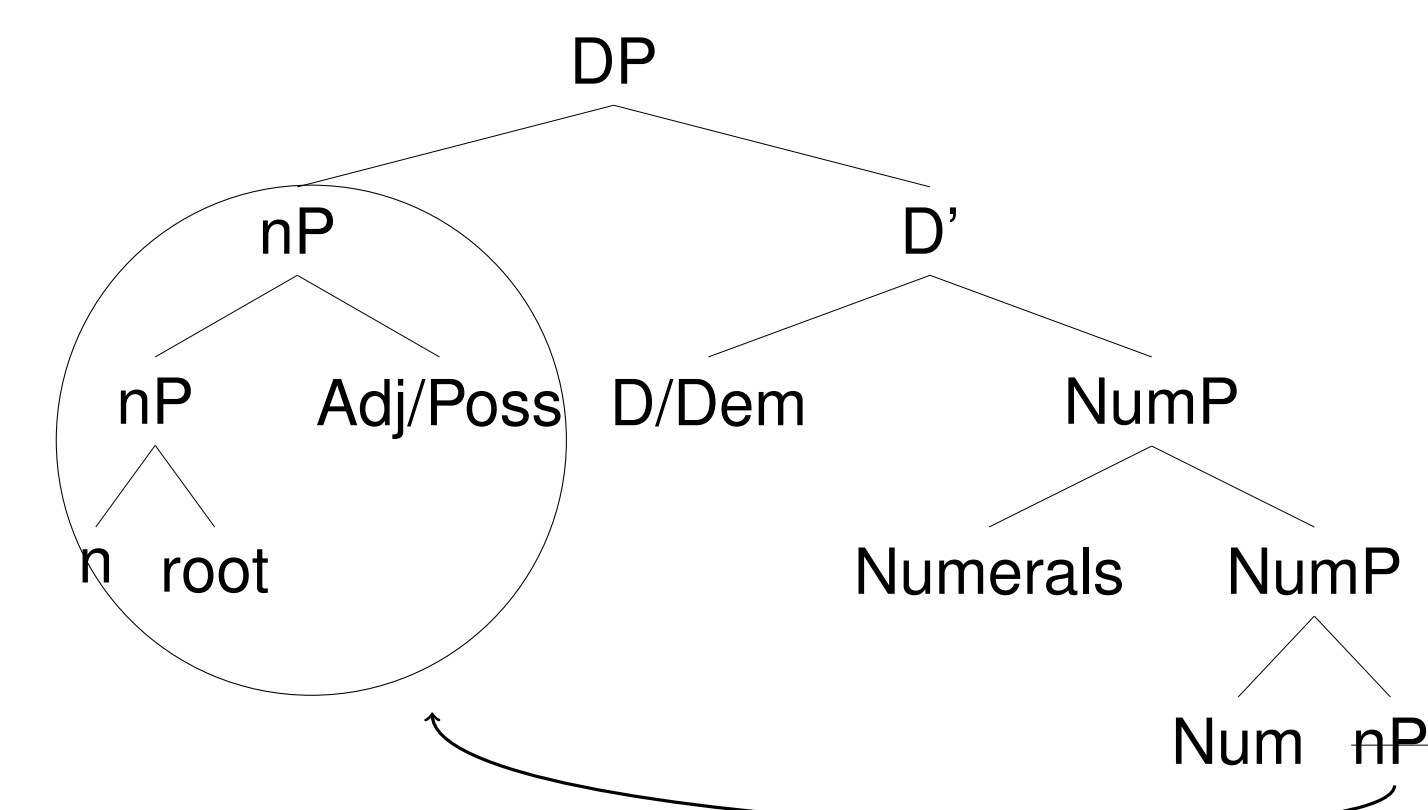 DP
nP D’
nP Adj/Poss D/Dem NumP
n root Numerals NumP
Num nP